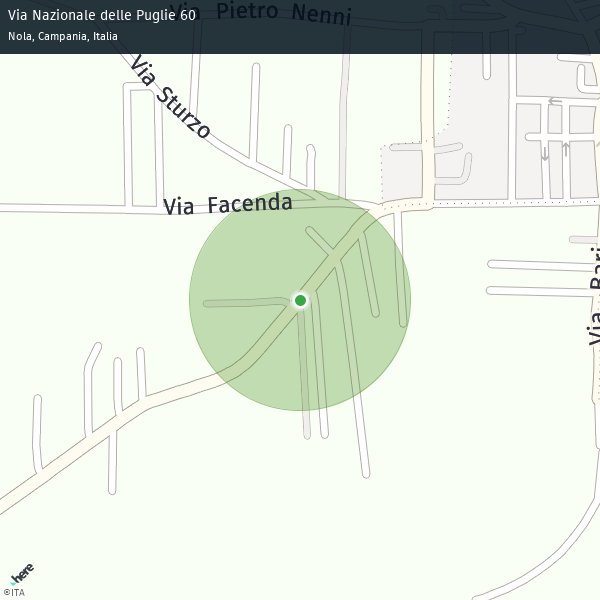 Via Nazionale delle Puglie 60
Nola, Campania, Italia
Via Pietro Nenni
Via Sturzo
Via Facenda
Via Bari
here
©ITA